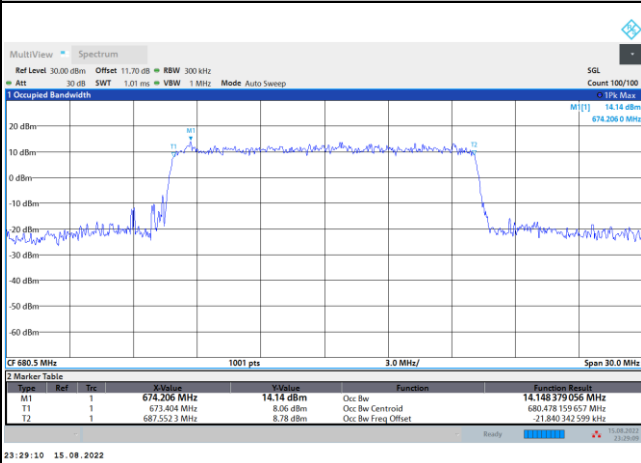 MultiView Spectrum
Ref Level 30.00 dBm Offset 11.70 dB RBW 300 kHz SGL
Att 30 dB SWT 1.01 ms VBW 1 MHz Mode Auto Sweep Count 100/100
1 Occupied Bandwidth 1Pk Max
M1[1] 14.14 dBm
674.206 0 MHz
20 dBm
M1
T1 T2
10 dBm
0 dBm
-10 dBm
-20 dBm
-30 dBm
-40 dBm
-50 dBm
-60 dBm
CF 680.5 MHz 1001 pts 3.0 MHz/ Span 30.0 MHz
2 Marker Table
Type Ref Trc X-Value Y-Value Function Function Result
M1 1 674.206 MHz 14.14 dBm Occ Bw 14.148 379 056 MHz
T1 1 673.404 MHz 8.06 dBm Occ Bw Centroid 680.478 159 657 MHz
T2 1 687.552 3 MHz 8.78 dBm Occ Bw Freq Offset -21.840 342 599 kHz
Ready 15.08.2022
23:29:09
23:29:10 15.08.2022